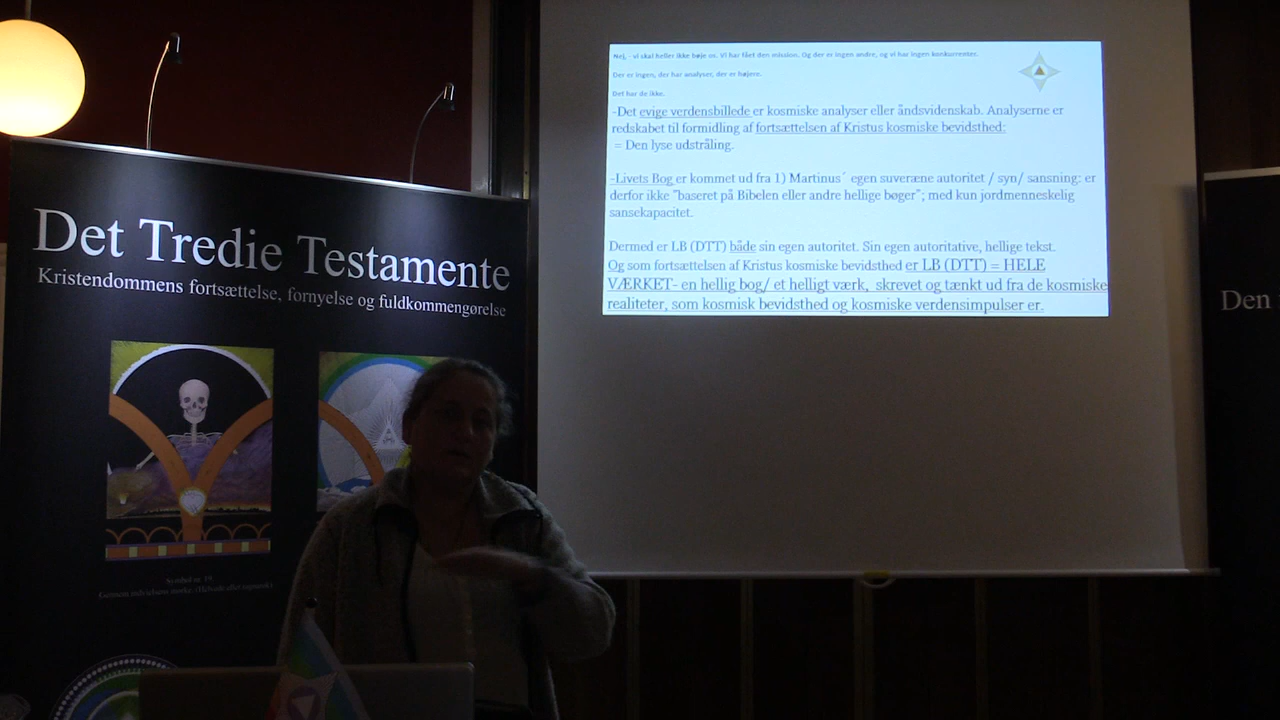 Det Tredie Testamente
Kristendommens fortsættelse, fornyelse og fuldkommengørelse
Symbol nr. 19
Nej, - vi skal heller ikke bøje os. Vi har fået den mission. Og der er ingen andre, og vi har ingen konkurrenter.
Der er ingen, der har analyser, der er højere.
Det har de ikke.
-Det evige verdensbillede er kosmiske analyser eller åndsvidenskab. Analyserne er
redskabet til formidling af fortsættelsen af Kristus kosmiske bevidsthed:
= Den lyse udstråling.
-Livets Bog er kommet ud fra 1) Martinus´ egen suveræne autoritet / syn/ sansning: er
derfor ikke "baseret på Bibelen eller andre hellige bøger"; med kun jordmenneskelig
sansekapacitet.
Dermed er LB (DTT) både sin egen autoritet. Sin egen autoritative, hellige tekst.
Og som fortsættelsen af Kristus kosmiske bevidsthed er LB (DTT) = HELE
VÆRKET- en hellig bog/ et helligt værk, skrevet og tænkt ud fra de kosmiske
realiteter, som kosmisk bevidsthed og kosmiske verdensimpulser er.
Den